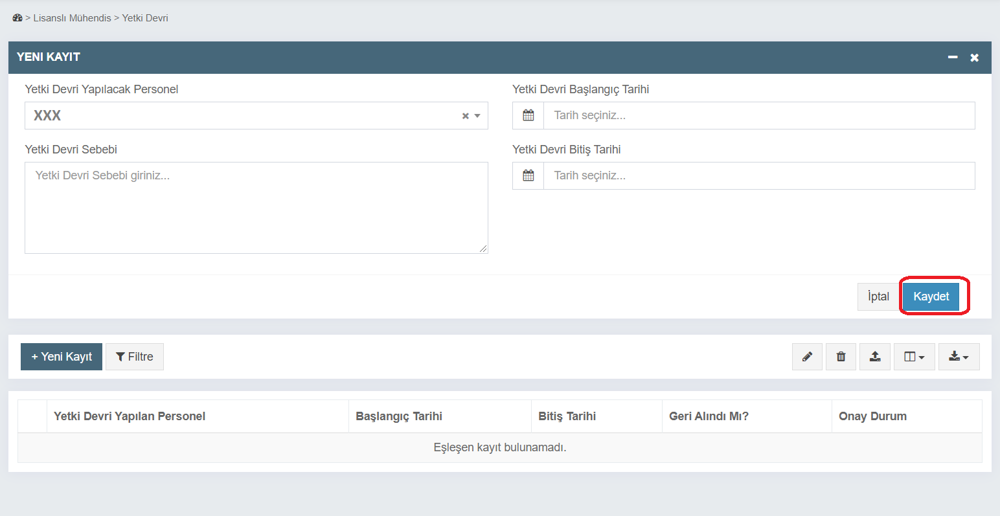 > Lisanslı Mühendis > Yetki Devri
YENI KAYIT
Yetki Devri Yapılacak Personel
XXX
Yetki Devri Başlangıç Tarihi
Tarih seçiniz...
Yetki Devri Sebebi
Yetki Devri Sebebi giriniz...
Yetki Devri Bitiş Tarihi
Tarih seçiniz...
İptal
Kaydet
+ Yeni Kayıt
Filtre
Yetki Devri Yapılan Personel
Başlangıç Tarihi
Bitiş Tarihi
Geri Alındı Mı?
Onay Durum
Eşleşen kayıt bulunamadı.